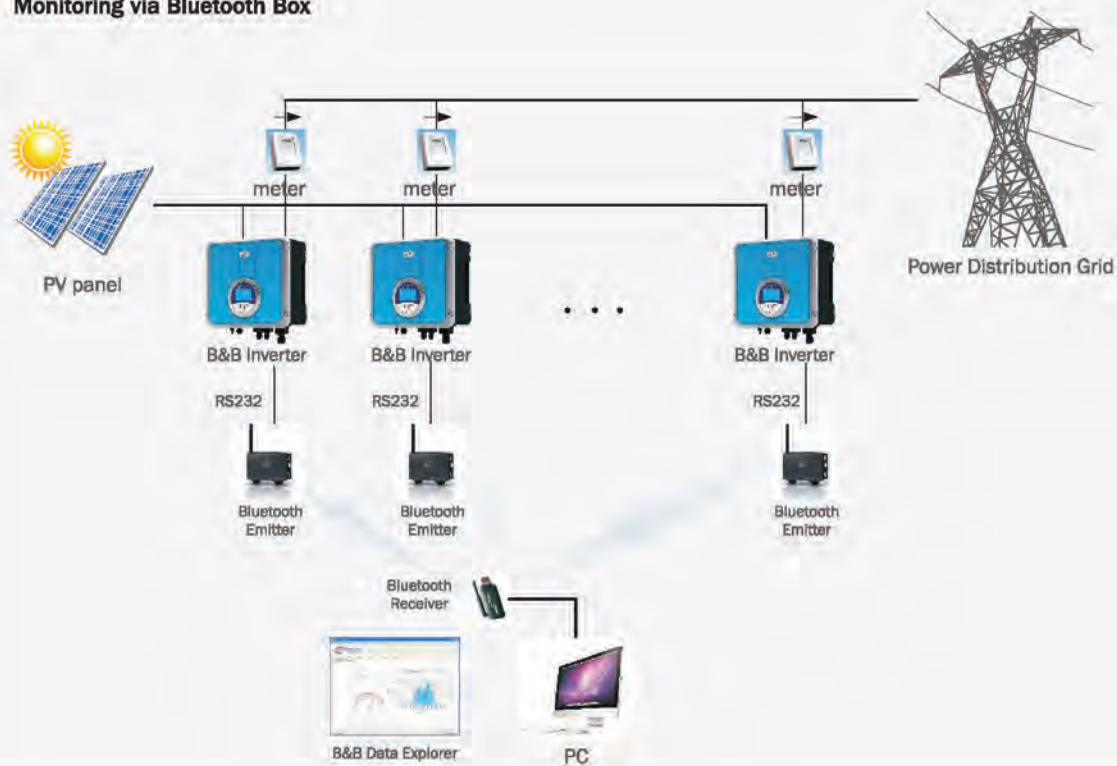 Monitoring via Bluetooth Box
meter
meter
meter
PV panel
Power Distribution Grid
B&B Inverter
B&B Inverter
B&B Inverter
RS232
RS232
RS232
Bluetooth
Emitter
Bluetooth
Emitter
Bluetooth
Emitter
Bluetooth
Receiver
B&B Data Explorer
PC